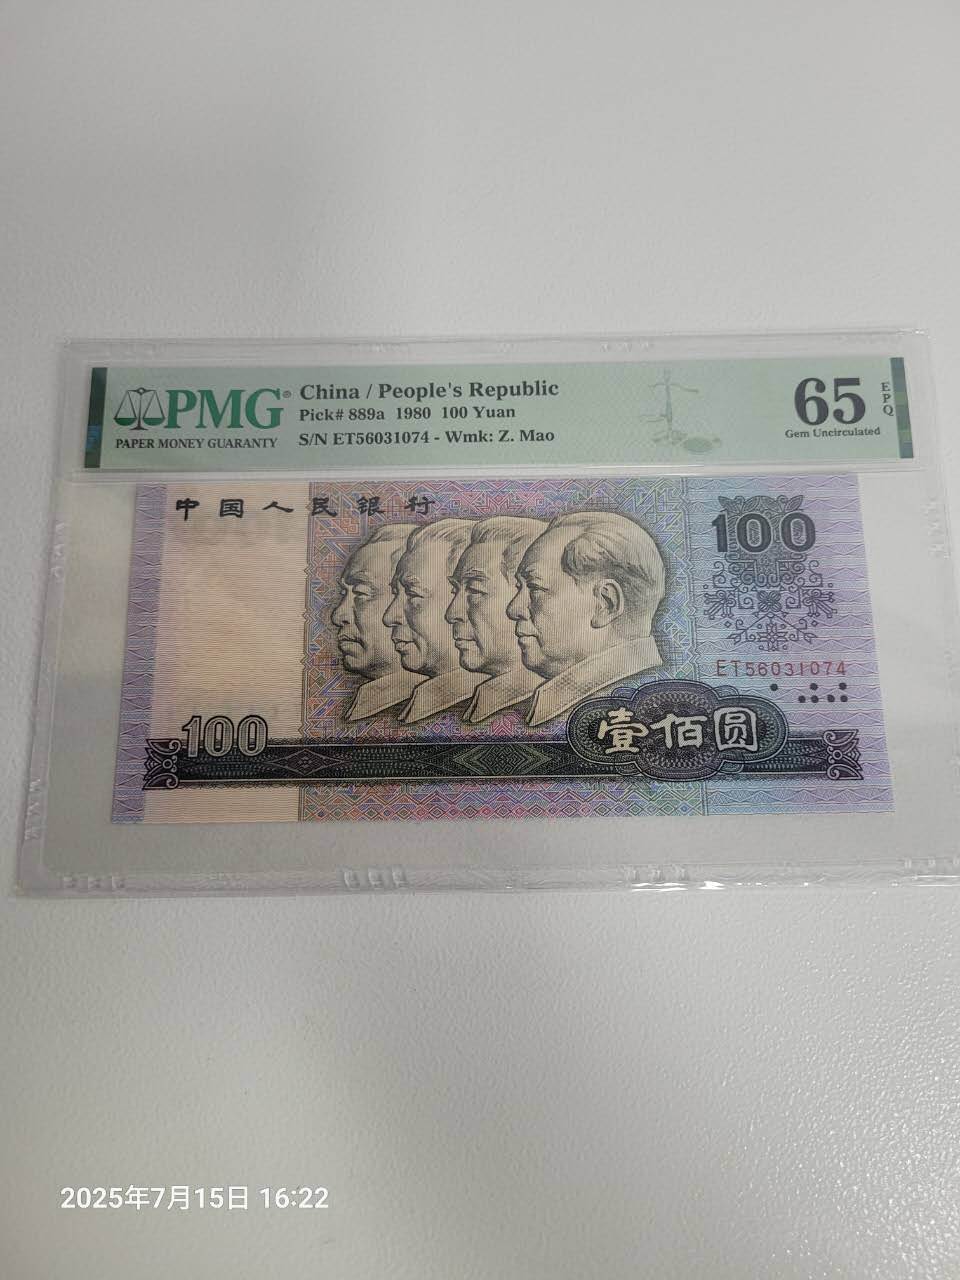 PMG®
PAPER MONEY GUARANTY
China / People's Republic
Pick# 889a 1980 100 Yuan
S/N ET56031074 - Wmk: Z. Mao
65 EPQ
Gem Uncirculated
中国人民银行
100
ET56031074
100
壹佰圆
2025年7月15日 16:22